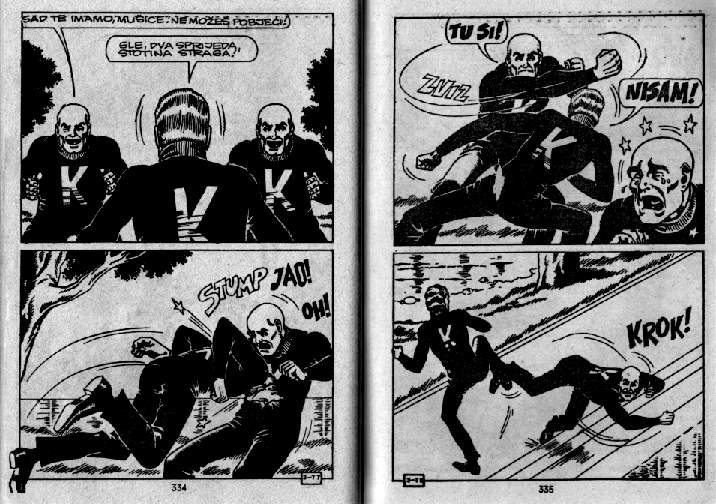 SAD TE IMAMO, MUŠICE. NE MOŽEŠ POBJEĆI!
GLE, DVA SPRIJEDA,
STOTINA STRAGA.
K
K
K
STUMP
JAO!
OH!
334
TU SI!
ZVIZ
NISAM!
K
K
K
KROK!
335